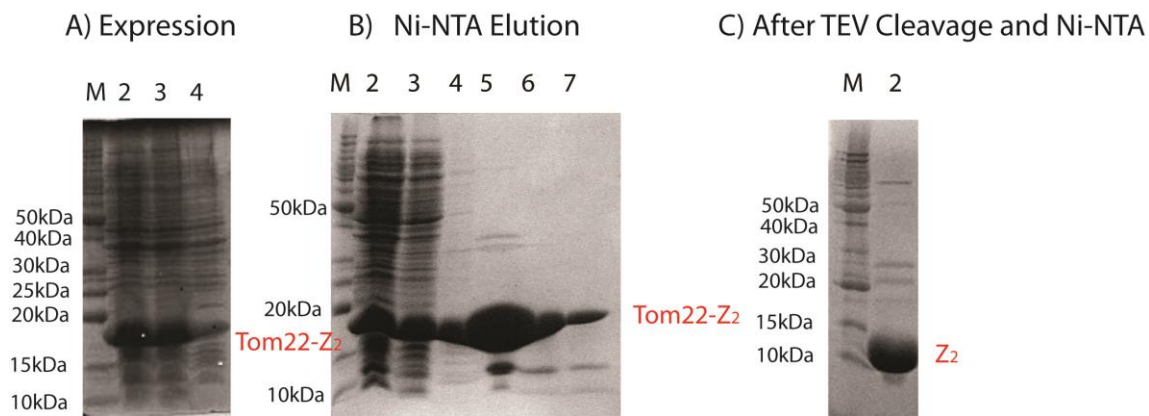 A) Expression
M 2 3 4
50kDa
40kDa
30kDa
25kDa
20kDa
15kDa
10kDa
Tom22-Z₂
B) Ni-NTA Elution
M 2 3 4 5 6 7
50kDa
20kDa
10kDa
Tom22-Z₂
C) After TEV Cleavage and Ni-NTA
M 2
50kDa
40kDa
30kDa
20kDa
15kDa
10kDa
Z₂